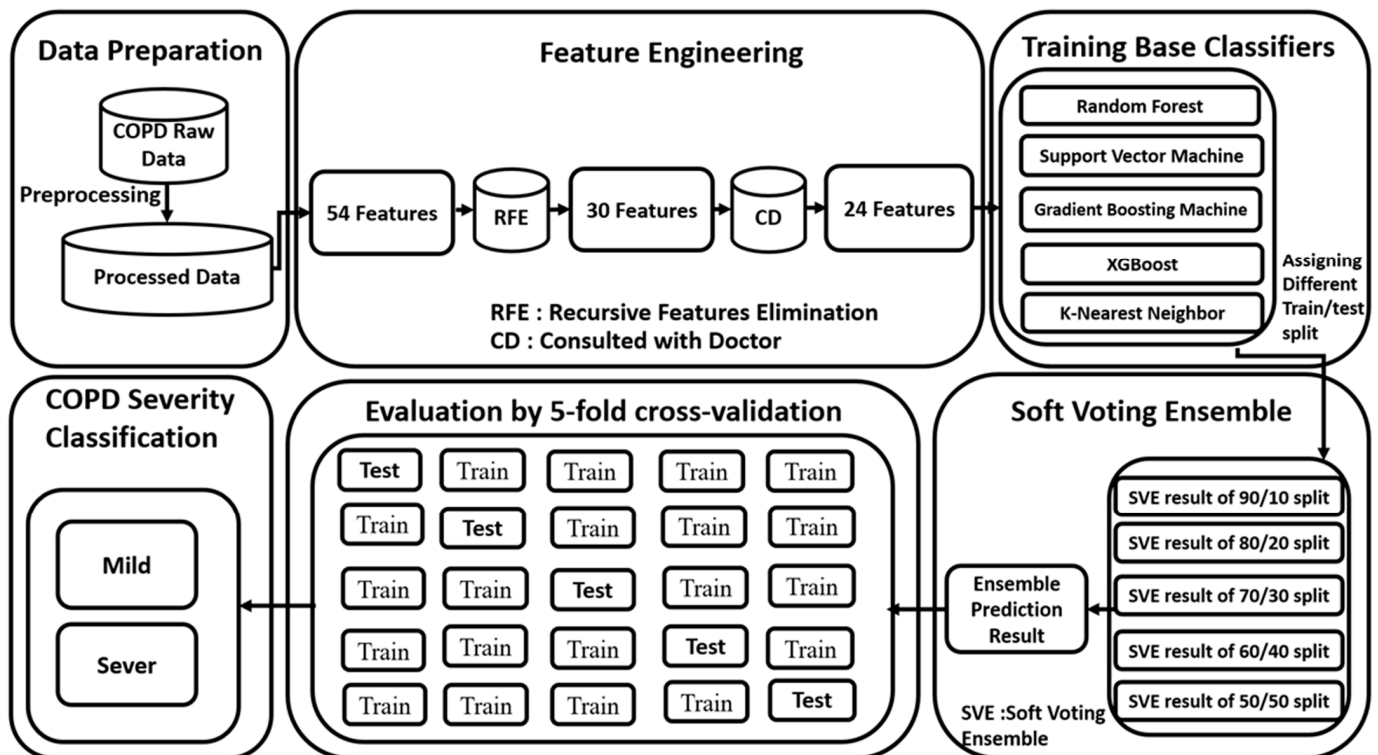 Data Preparation
COPD Raw
Data
Preprocessing
Processed Data
Feature Engineering
54 Features
RFE
30 Features
CD
24 Features
RFE : Recursive Features Elimination
CD : Consulted with Doctor
Training Base Classifiers
Random Forest
Support Vector Machine
Gradient Boosting Machine
XGBoost
K-Nearest Neighbor
Assigning
Different
Train/test
split
COPD Severity
Classification
Mild
Sever
Evaluation by 5-fold cross-validation
Test Train Train Train Train
Train Test Train Train Train
Train Train Test Train Train
Train Train Train Test Train
Train Train Train Train Test
Soft Voting Ensemble
SVE result of 90/10 split
SVE result of 80/20 split
SVE result of 70/30 split
SVE result of 60/40 split
SVE result of 50/50 split
Ensemble
Prediction
Result
SVE :Soft Voting
Ensemble